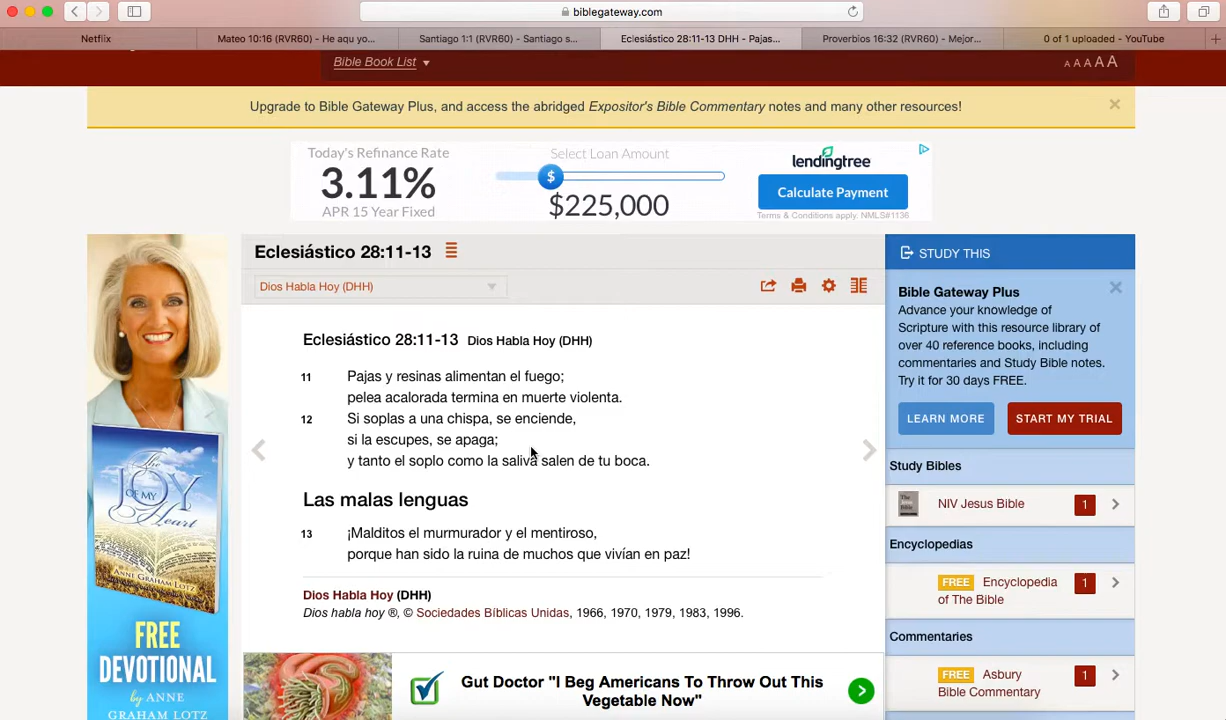 biblegateway.com
Netflix
Mateo 10:16 (RVR60) - He aqu yo...
Santiago 1:1 (RVR60) - Santiago s...
Eclesiástico 28:11-13 DHH - Pajas...
Proverbios 16:32 (RVR60) - Mejor...
0 of 1 uploaded - YouTube
Bible Book List
A A A A A
Upgrade to Bible Gateway Plus, and access the abridged Expositor's Bible Commentary notes and many other resources!
Today's Refinance Rate
3.11%
APR 15 Year Fixed
Select Loan Amount
$
$225,000
lendingtree
Calculate Payment
Terms & Conditions apply. NMLS#1136
Eclesiástico 28:11-13
Dios Habla Hoy (DHH)
Eclesiástico 28:11-13 Dios Habla Hoy (DHH)
11 Pajas y resinas alimentan el fuego;
pelea acalorada termina en muerte violenta.
12 Si soplas a una chispa, se enciende,
si la escupes, se apaga;
y tanto el soplo como la saliva salen de tu boca.
Las malas lenguas
13 ¡Malditos el murmurador y el mentiroso,
porque han sido la ruina de muchos que vivían en paz!
Dios Habla Hoy (DHH)
Dios habla hoy ®, © Sociedades Bíblicas Unidas, 1966, 1970, 1979, 1983, 1996.
Gut Doctor "I Beg Americans To Throw Out This
Vegetable Now"
The
JOY
OF MY
Heart
ANNE GRAHAM LOTZ
FREE
DEVOTIONAL
by ANNE
GRAHAM LOTZ
STUDY THIS
Bible Gateway Plus
Advance your knowledge of
Scripture with this resource library of
over 40 reference books, including
commentaries and Study Bible notes.
Try it for 30 days FREE.
LEARN MORE
START MY TRIAL
Study Bibles
NIV Jesus Bible 1
Encyclopedias
FREE Encyclopedia
of The Bible 1
Commentaries
FREE Asbury
Bible Commentary 1